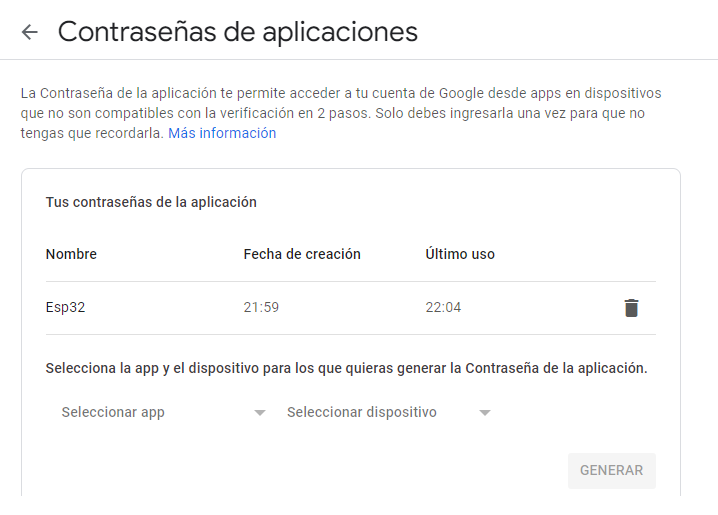 Contraseñas de aplicaciones
La Contraseña de la aplicación te permite acceder a tu cuenta de Google desde apps en dispositivos
que no son compatibles con la verificación en 2 pasos. Solo debes ingresarla una vez para que no
tengas que recordarla. Más información
Tus contraseñas de la aplicación
Nombre Fecha de creación Último uso
Esp32 21:59 22:04
Selecciona la app y el dispositivo para los que quieras generar la Contraseña de la aplicación.
Seleccionar app Seleccionar dispositivo
GENERAR